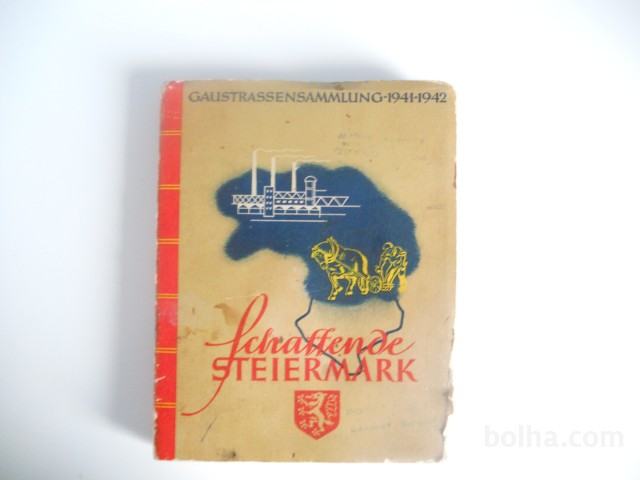 GAUSTRASSENSAMMLUNG·1941·1942
Schaffende
STEIERMARK
bolha.com